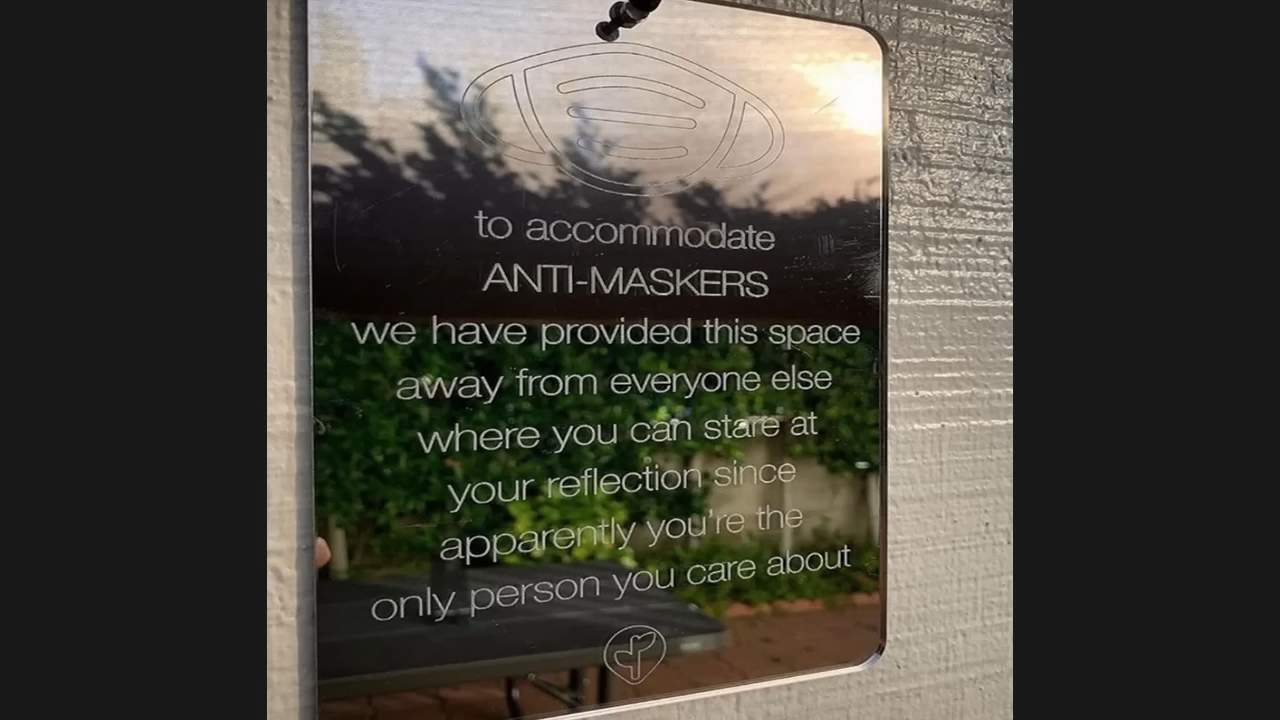 to accommodate
ANTI-MASKERS
we have provided this space
away from everyone else
where you can stare at
your reflection since
apparently you're the
only person you care about